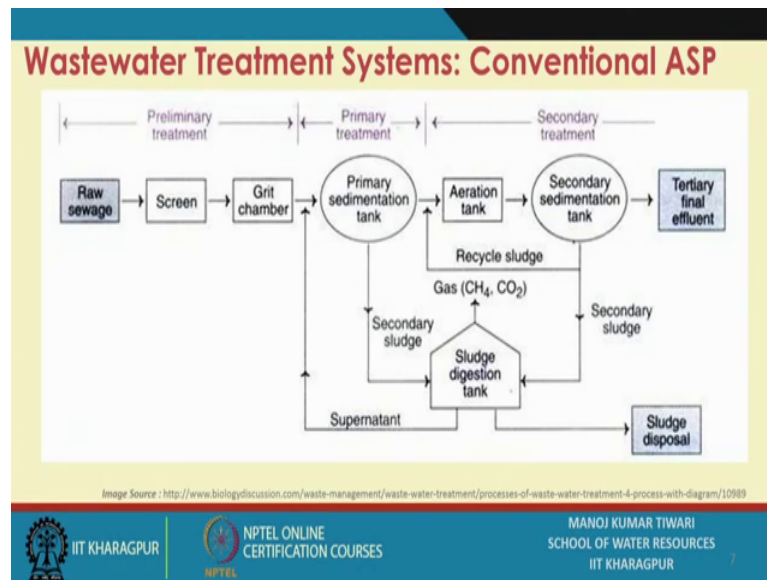 Wastewater Treatment Systems: Conventional ASP
Preliminary
treatment
Primary
treatment
Secondary
treatment
Raw
sewage
Screen
Grit
chamber
Primary
sedimentation
tank
Aeration
tank
Secondary
sedimentation
tank
Tertiary
final
effluent
Recycle sludge
Gas (CH₄, CO₂)
Secondary
sludge
Secondary
sludge
Sludge
digestion
tank
Supernatant
Sludge
disposal
Image Source : http://www.biologydiscussion.com/waste-management/waste-water-treatment/processes-of-waste-water-treatment-4-process-with-diagram/10989
IIT KHARAGPUR
NPTEL
NPTEL ONLINE
CERTIFICATION COURSES
MANOJ KUMAR TIWARI
SCHOOL OF WATER RESOURCES
IIT KHARAGPUR
7